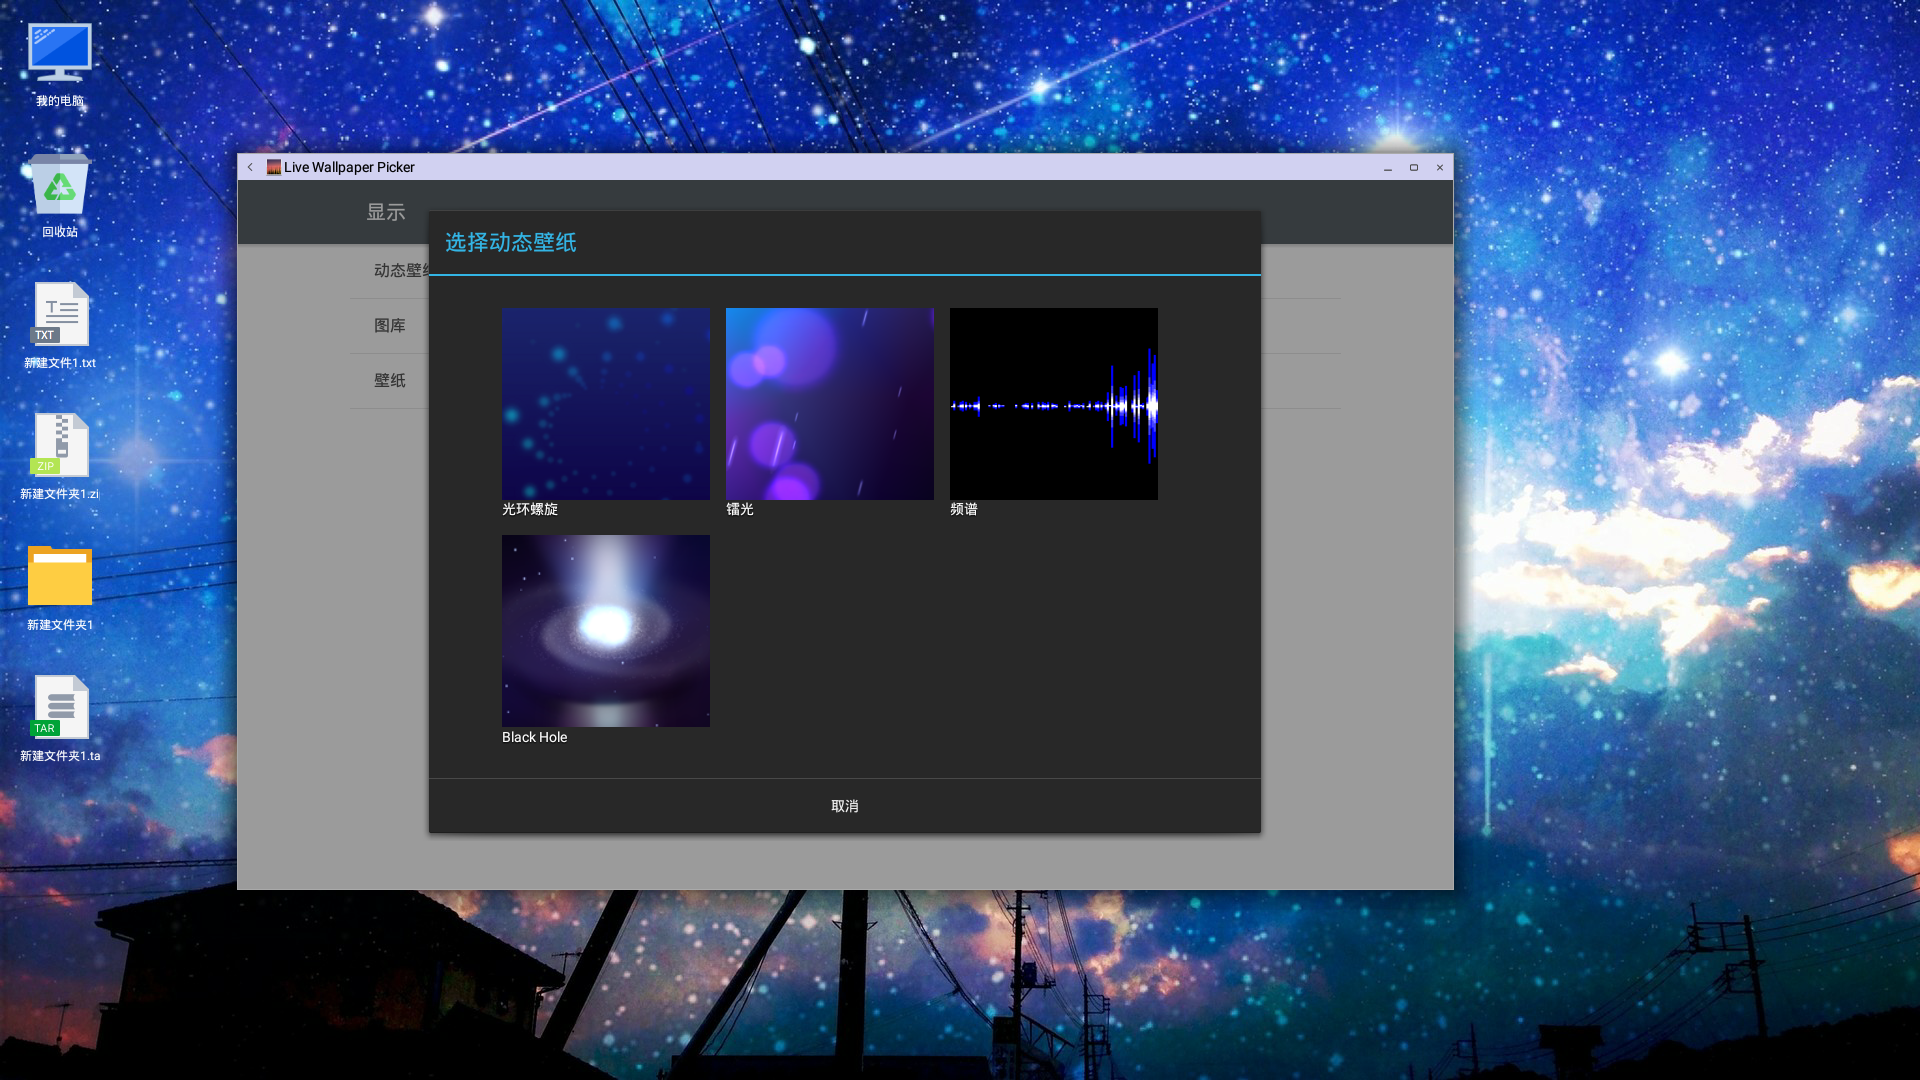 我的电脑
回收站
TXT
新建文件1.txt
ZIP
新建文件夹1.zi
新建文件夹1
TAR
新建文件夹1.ta
Live Wallpaper Picker
显示
动态壁
图库
壁纸
选择动态壁纸
光环螺旋
镭光
频谱
Black Hole
取消